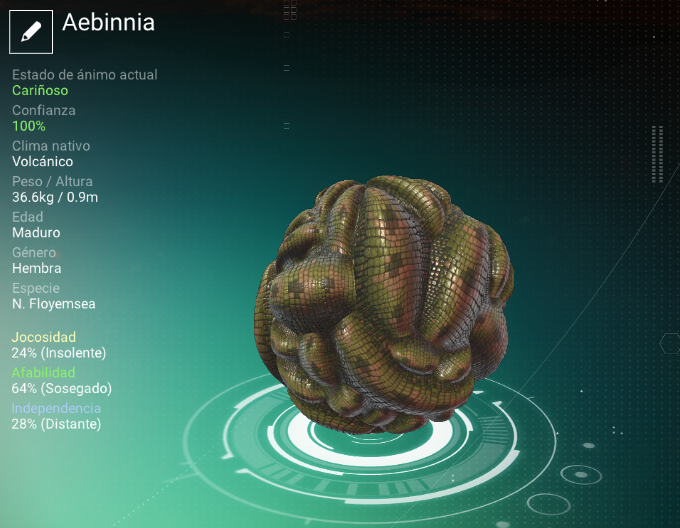 Aebinnia
Estado de ánimo actual
Cariñoso
Confianza
100%
Clima nativo
Volcánico
Peso / Altura
36.6kg / 0.9m
Edad
Maduro
Género
Hembra
Especie
N. Floyemsea
Jocosidad
24% (Insolente)
Afabilidad
64% (Sosegado)
Independencia
28% (Distante)